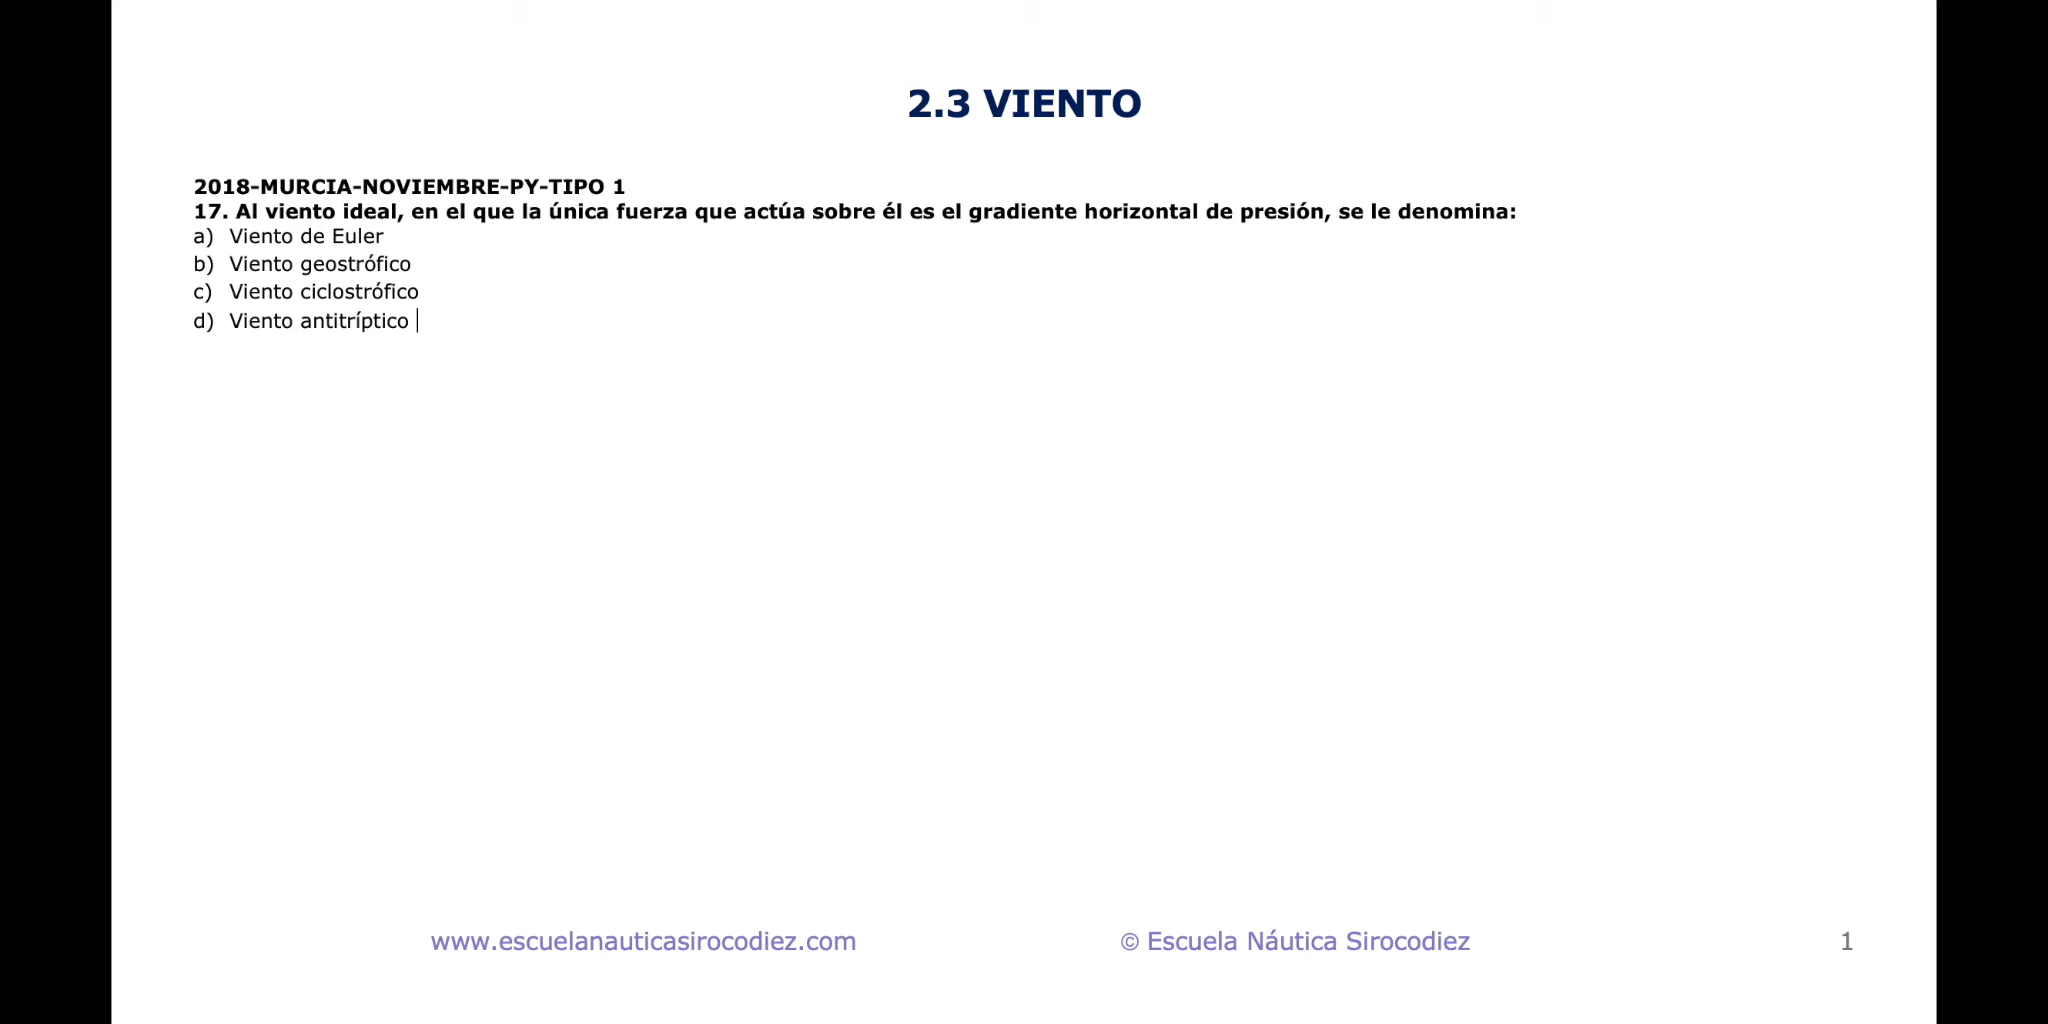 2.3 VIENTO
2018-MURCIA-NOVIEMBRE-PY-TIPO 1
17. Al viento ideal, en el que la única fuerza que actúa sobre él es el gradiente horizontal de presión, se le denomina:
a) Viento de Euler
b) Viento geostrófico
c) Viento ciclostrófico
d) Viento antitríptico
www.escuelanauticasirocodiez.com © Escuela Náutica Sirocodiez 1